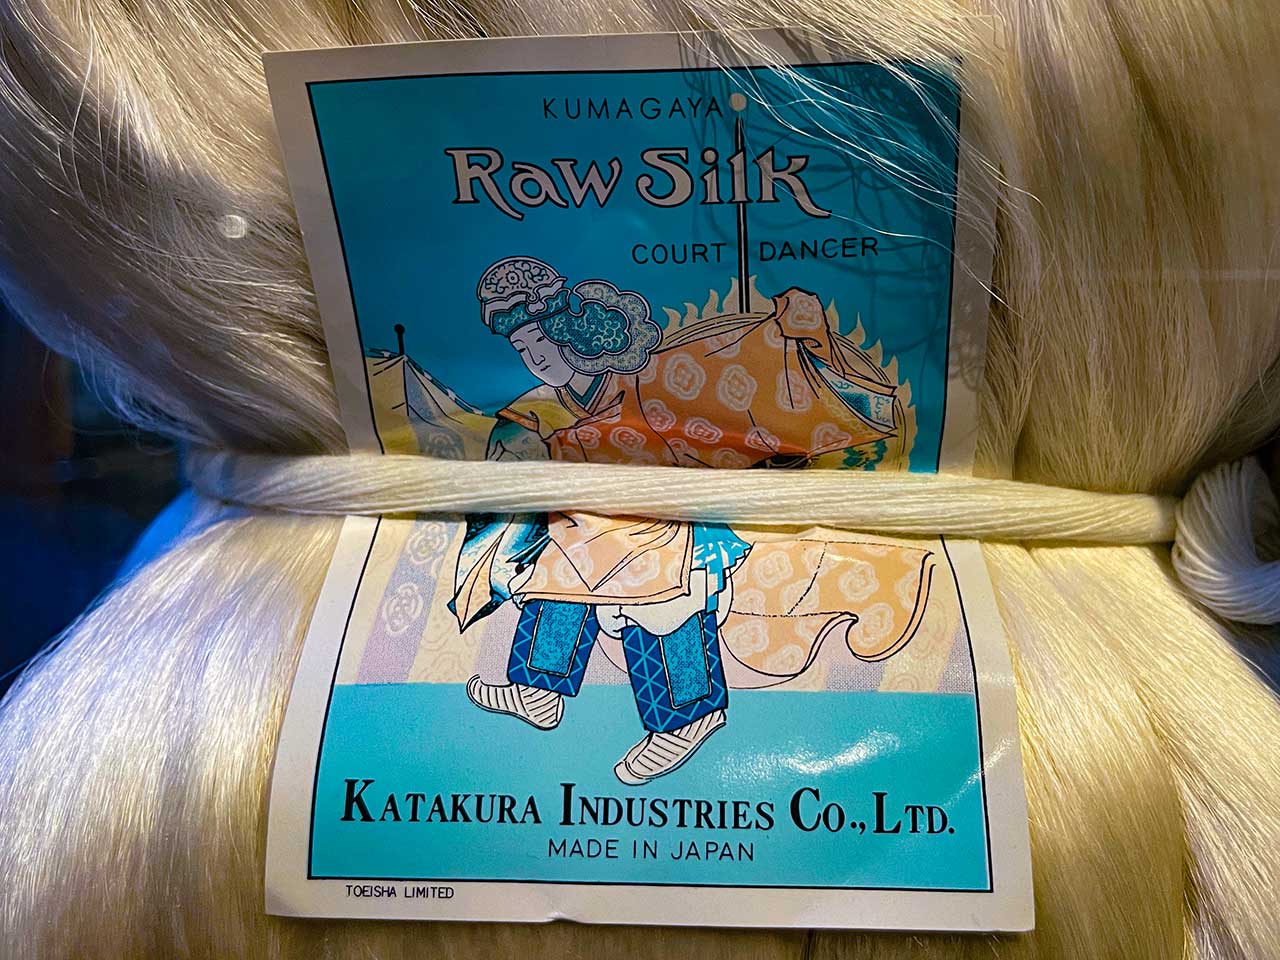 KUMAGAYA
Raw Silk
COURT DANCER
KATAKURA INDUSTRIES CO., LTD.
MADE IN JAPAN
TOEISHA LIMITED